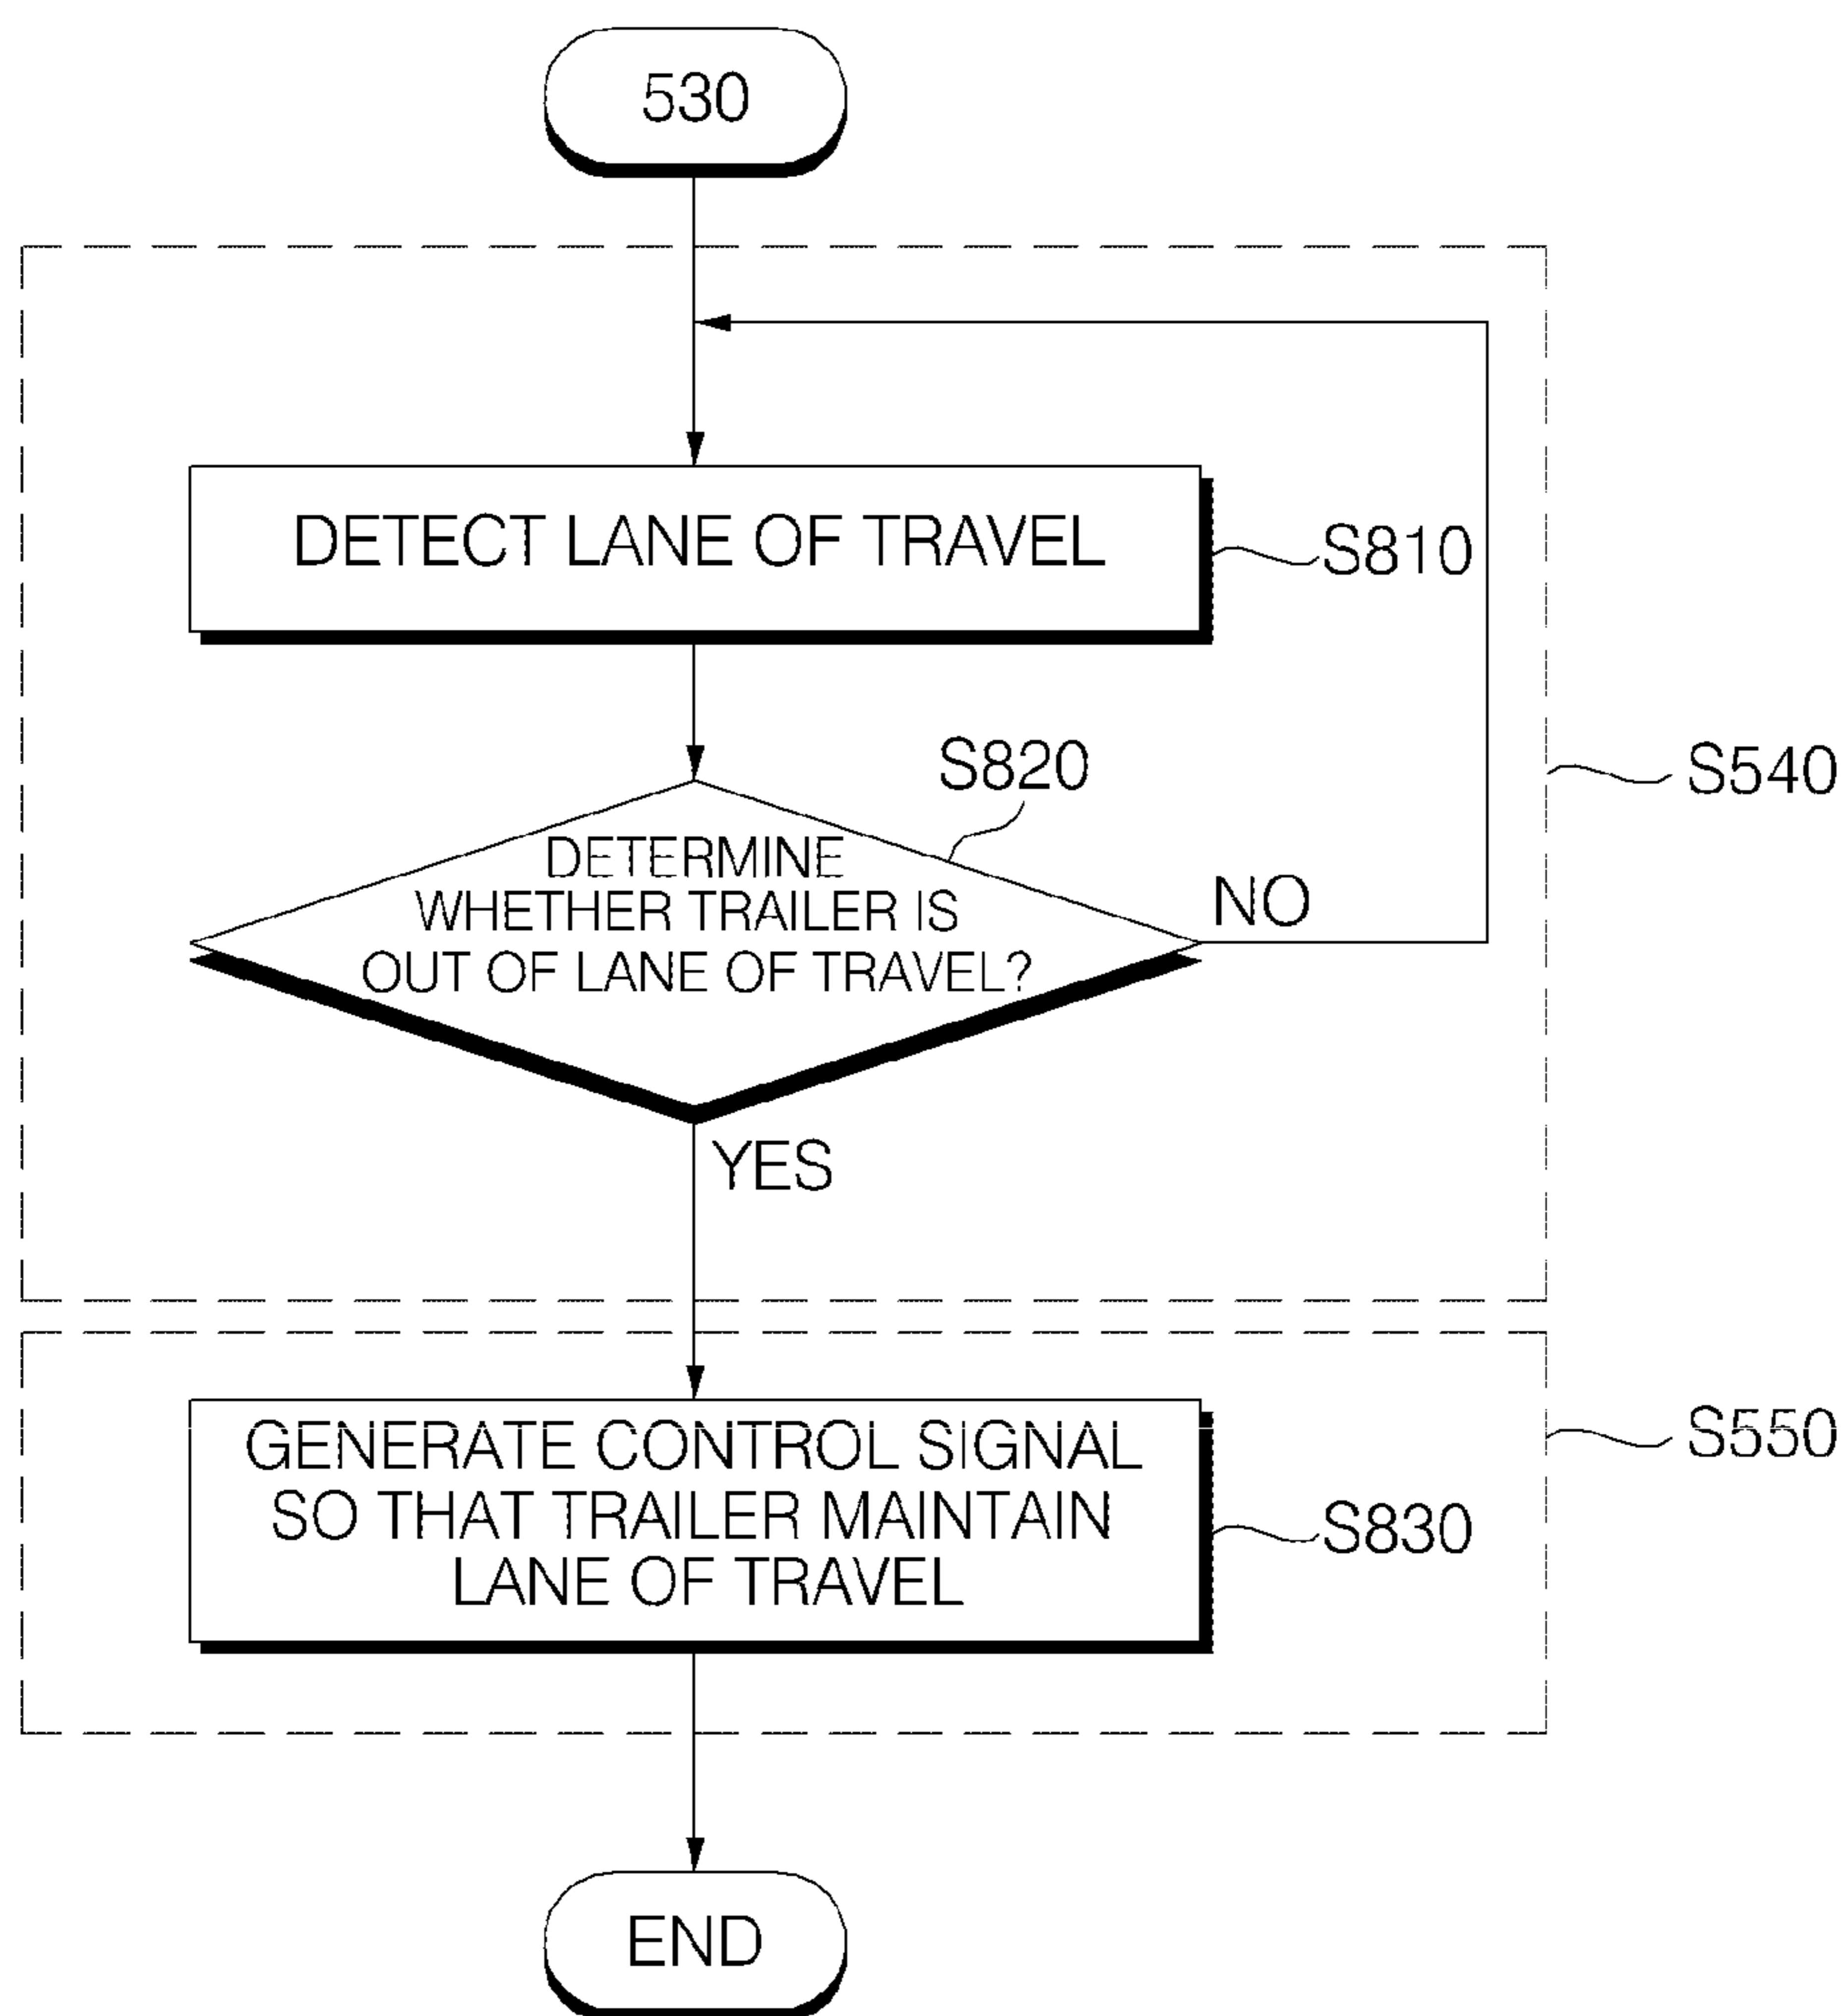 530
DETECT LANE OF TRAVEL
S810
S820
DETERMINE
WHETHER TRAILER IS
OUT OF LANE OF TRAVEL?
NO
S540
YES
GENERATE CONTROL SIGNAL
SO THAT TRAILER MAINTAIN
LANE OF TRAVEL
S550
S830
END